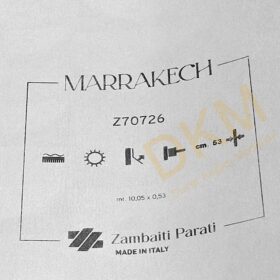 MARRAKECH
Z70726
cm. 53
mt. 10,05 x 0,53
Zambaiti Parati
MADE IN ITALY
DKM